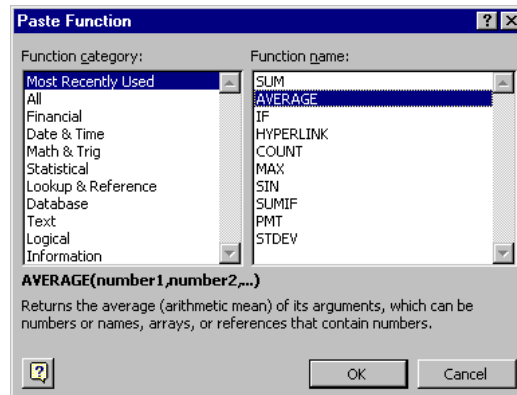 Paste Function
Function category:
Most Recently Used
All
Financial
Date & Time
Math & Trig
Statistical
Lookup & Reference
Database
Text
Logical
Information
Function name:
SUM
AVERAGE
IF
HYPERLINK
COUNT
MAX
SIN
SUMIF
PMT
STDEV
AVERAGE(number1,number2,...)
Returns the average (arithmetic mean) of its arguments, which can be
numbers or names, arrays, or references that contain numbers.
OK
Cancel